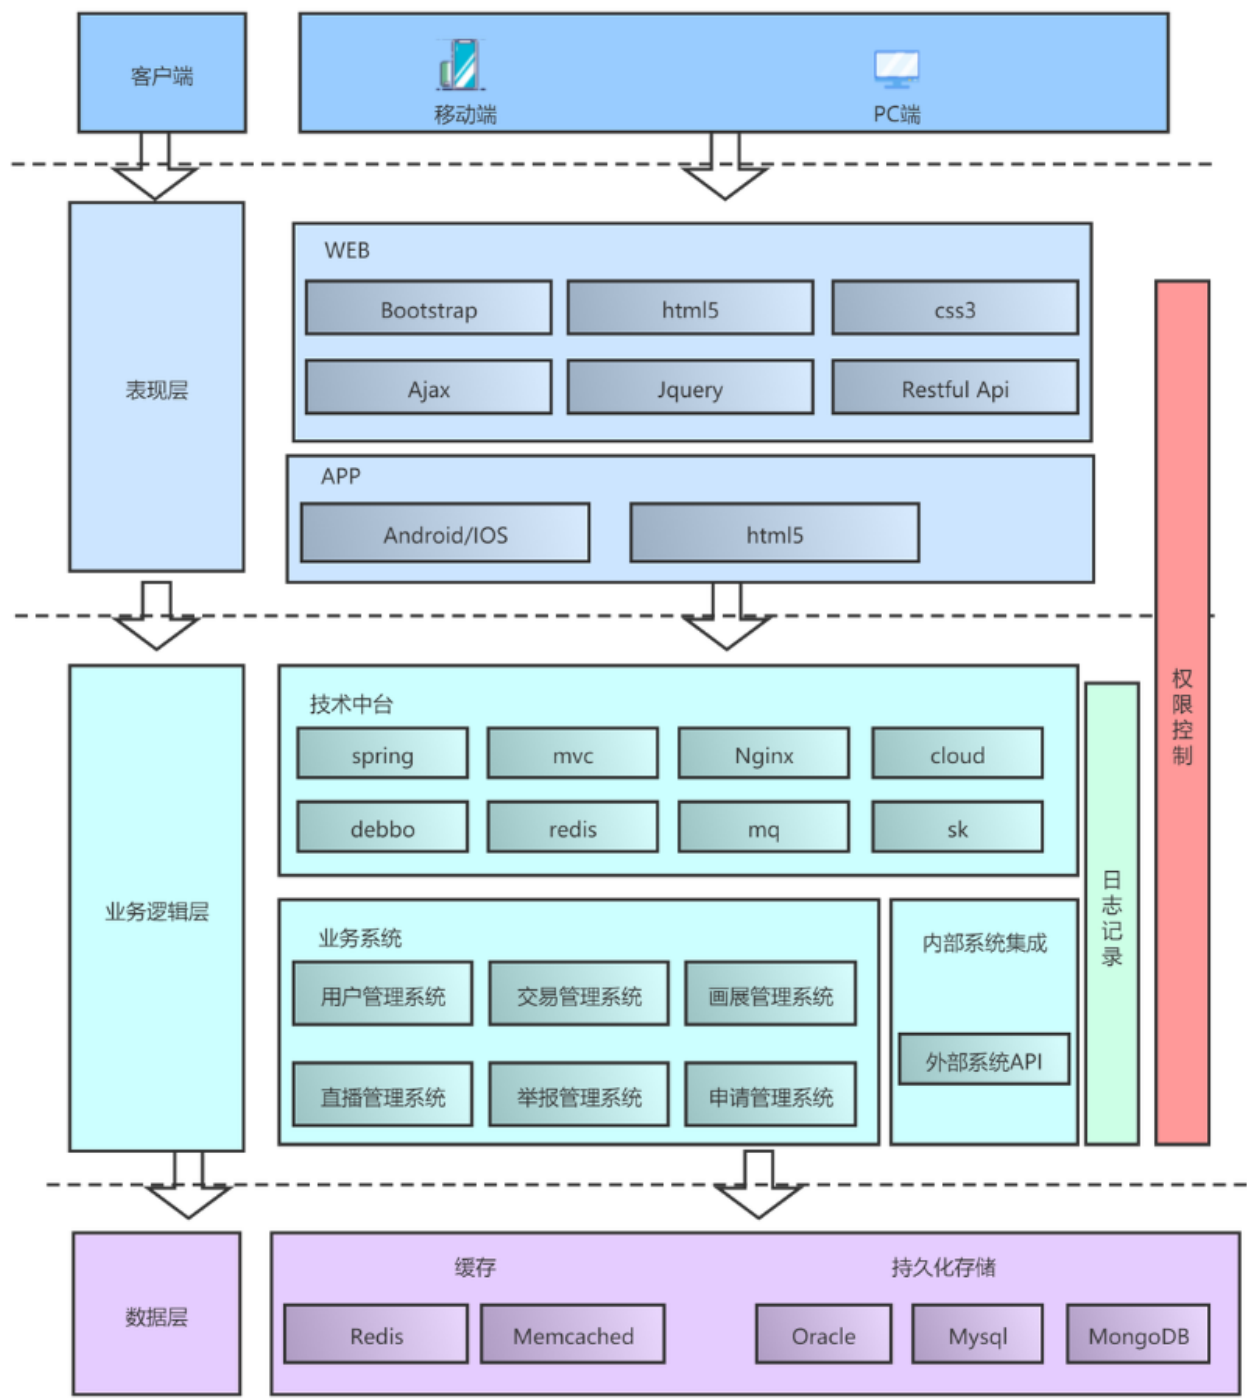 客户端
移动端
PC端
表现层
WEB
Bootstrap
html5
css3
Ajax
Jquery
Restful Api
APP
Android/IOS
html5
权限控制
业务逻辑层
技术中台
spring
mvc
Nginx
cloud
debbo
redis
mq
sk
日志记录
业务系统
用户管理系统
交易管理系统
画展管理系统
直播管理系统
举报管理系统
申请管理系统
内部系统集成
外部系统API
数据层
缓存
Redis
Memcached
持久化存储
Oracle
Mysql
MongoDB